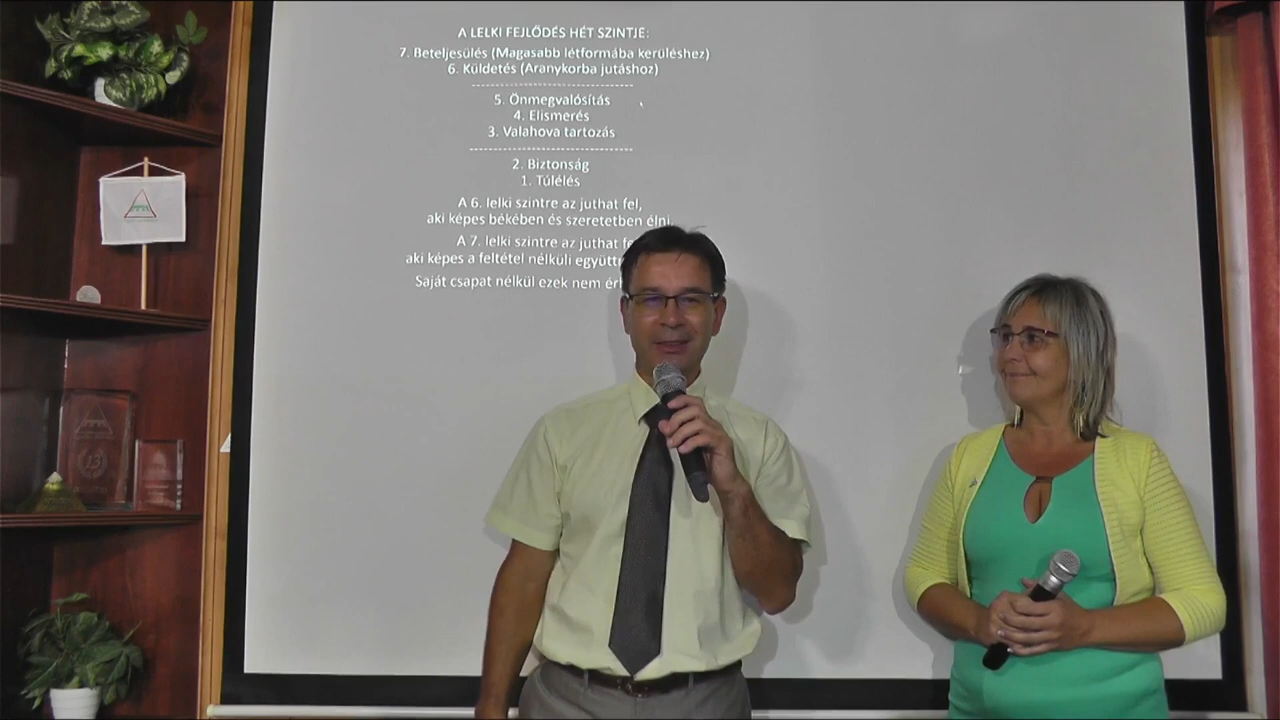 A LELKI FEJLŐDÉS HÉT SZINTJE:
7. Beteljesülés (Magasabb létformába kerüléshez)
6. Küldetés (Aranykorba jutáshoz)
5. Önmegvalósítás
4. Elismerés
3. Valahova tartozás
2. Biztonság
1. Túlélés
A 6. lelki szintre az juthat fel,
aki képes békében és szeretetben élni.
A 7. lelki szintre az juthat
aki képes a feltétel nélküli
Saját csapat nélkül ezek nem
15